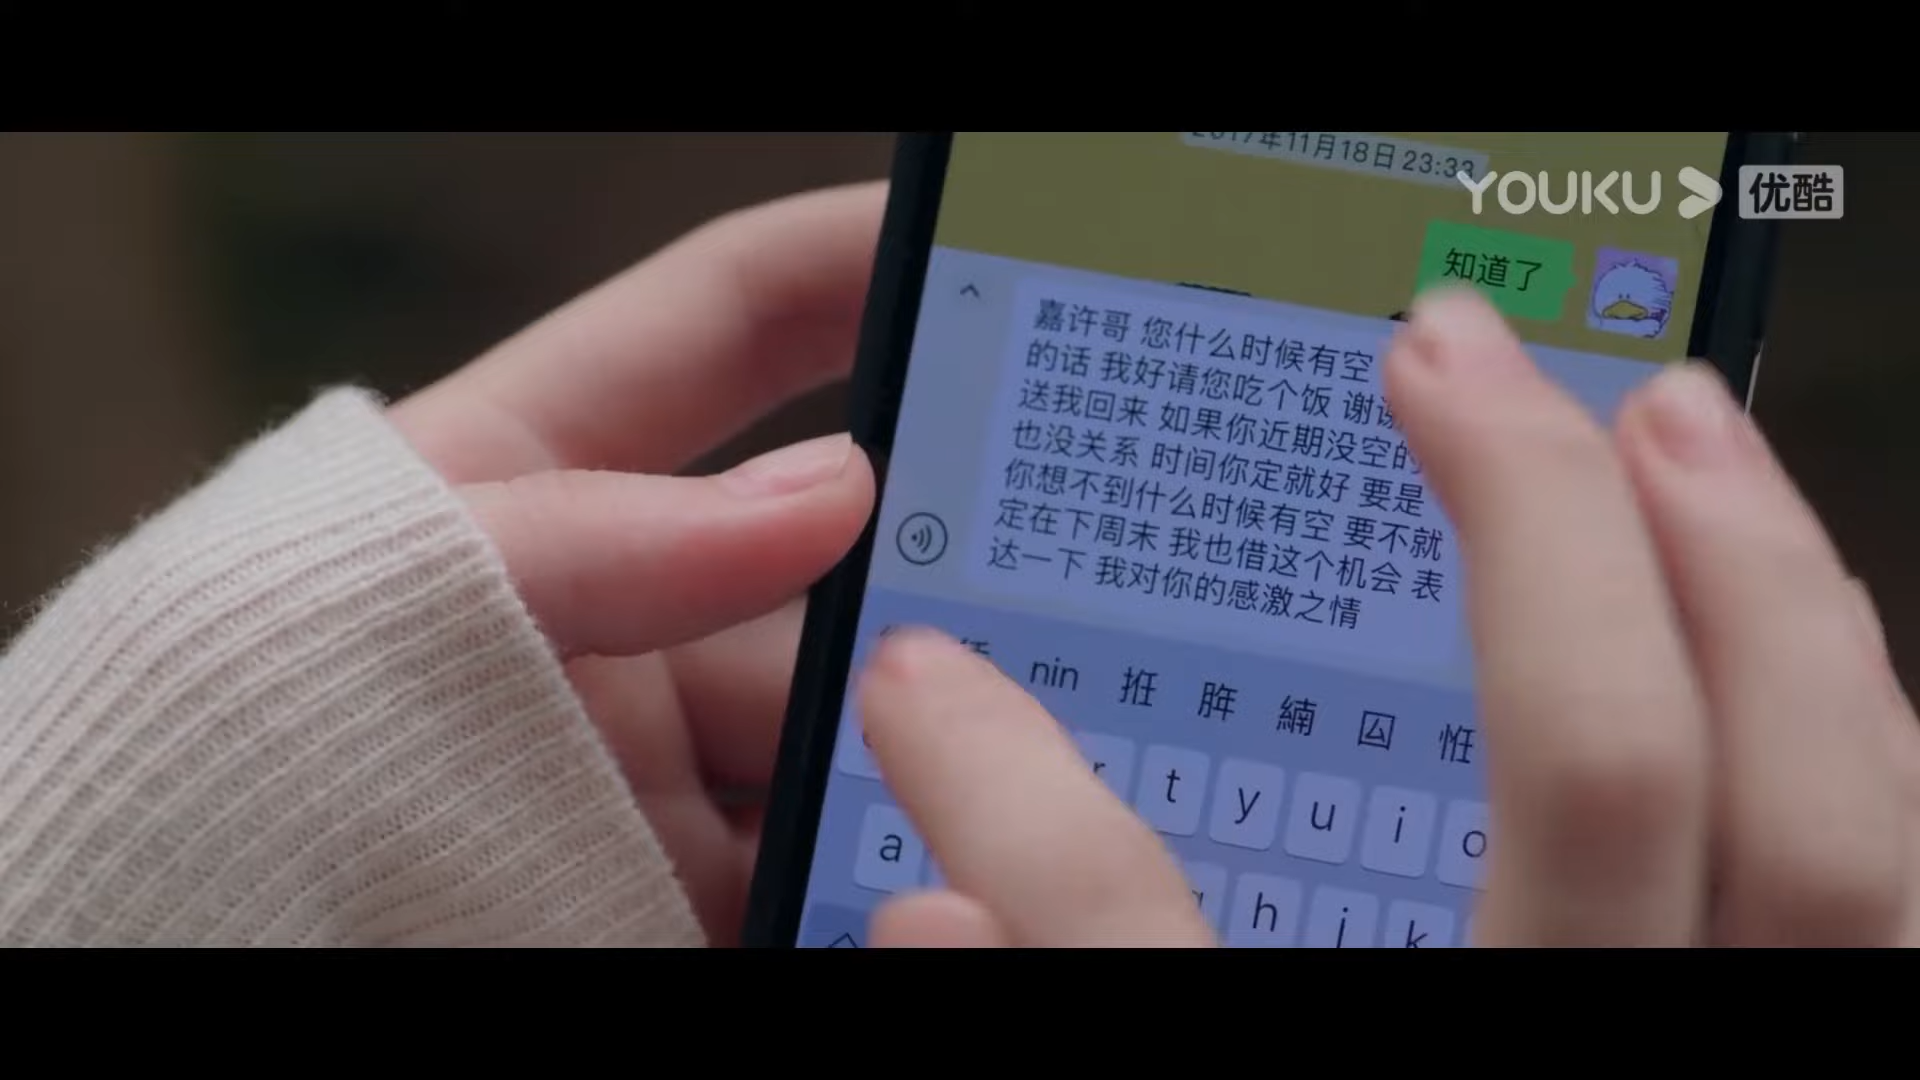 2017年11月18日 23:33
YOUKU 优酷
知道了
嘉许哥 您什么时候有空
的话 我好请您吃个饭 谢谢
送我回来 如果你近期没空的
也没关系 时间你定就好 要是
你想不到什么时候有空 要不就
定在下周末 我也借这个机会 表
达一下 我对你的感激之情
nin 拰 脌 繭 囜 恁
r t y u i o
a h j k